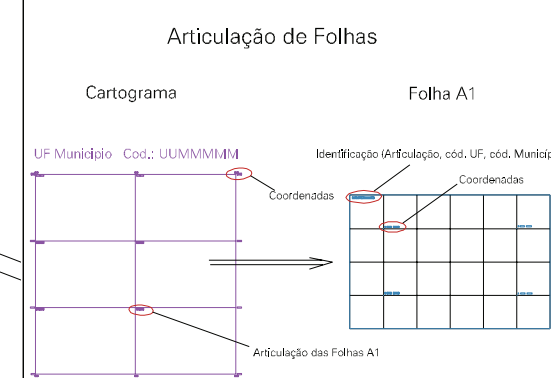 Articulação de Folhas
Cartograma
Folha A1
UF Municipio Cod.: UUMMMMM
Identificação (Articulação, cód. UF, cód. Municíp
Coordenadas
Coordenadas
Articulação das Folhas A1